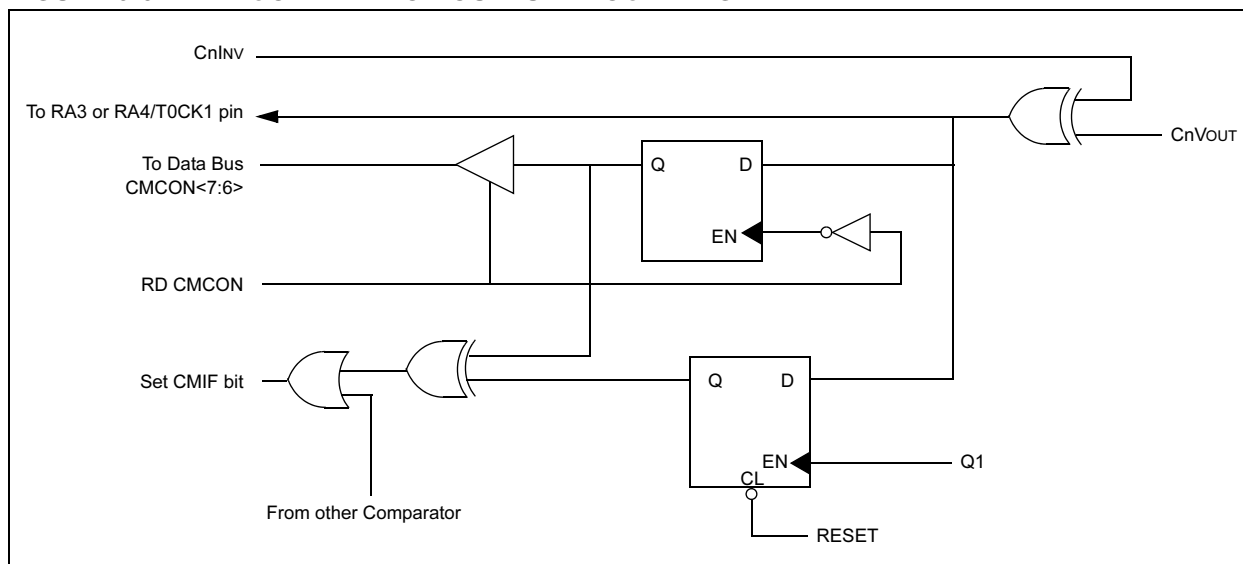 CnINV
To RA3 or RA4/T0CK1 pin
CnVOUT
To Data Bus
CMCON<7:6>
Q
D
EN
RD CMCON
Set CMIF bit
Q
D
EN
Q1
CL
From other Comparator
RESET